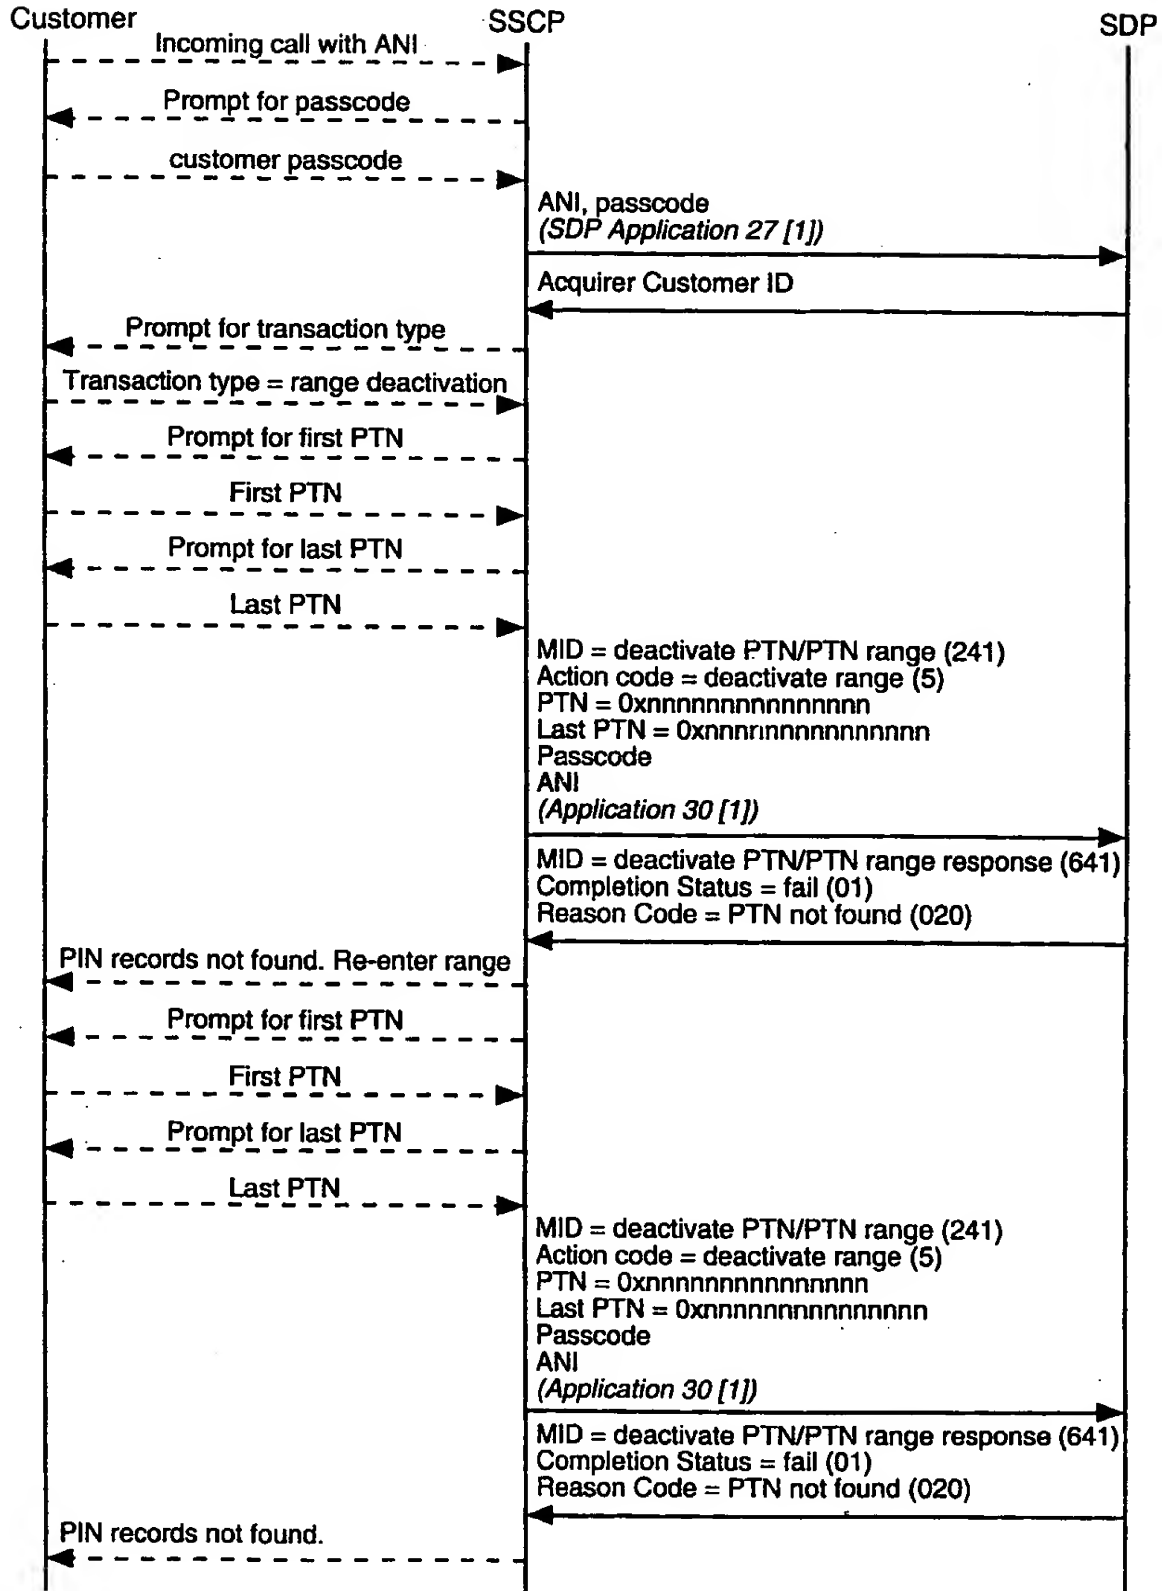 Customer
SSCP
SDP
Incoming call with ANI
Prompt for passcode
customer passcode
ANI, passcode
(SDP Application 27 [1])
Acquirer Customer ID
Prompt for transaction type
Transaction type = range deactivation
Prompt for first PTN
First PTN
Prompt for last PTN
Last PTN
MID = deactivate PTN/PTN range (241)
Action code = deactivate range (5)
PTN = 0xnnnnnnnnnnnnnnnn
Last PTN = 0xnnnnnnnnnnnnnnnn
Passcode
ANI
(Application 30 [1])
MID = deactivate PTN/PTN range response (641)
Completion Status = fail (01)
Reason Code = PTN not found (020)
PIN records not found. Re-enter range
Prompt for first PTN
First PTN
Prompt for last PTN
Last PTN
MID = deactivate PTN/PTN range (241)
Action code = deactivate range (5)
PTN = 0xnnnnnnnnnnnnnnnn
Last PTN = 0xnnnnnnnnnnnnnnnn
Passcode
ANI
(Application 30 [1])
MID = deactivate PTN/PTN range response (641)
Completion Status = fail (01)
Reason Code = PTN not found (020)
PIN records not found.